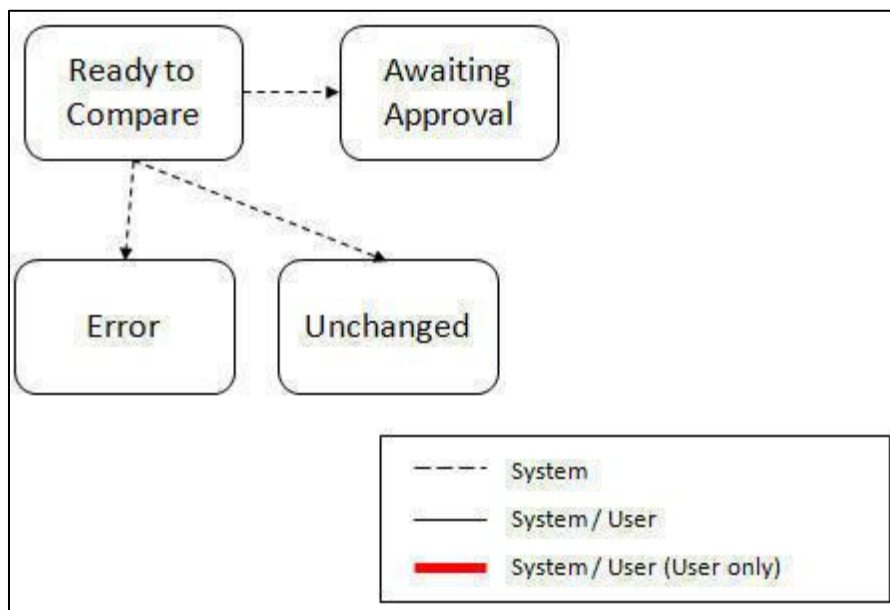 Ready to
Compare
Awaiting
Approval
Error
Unchanged
System
System / User
System / User (User only)